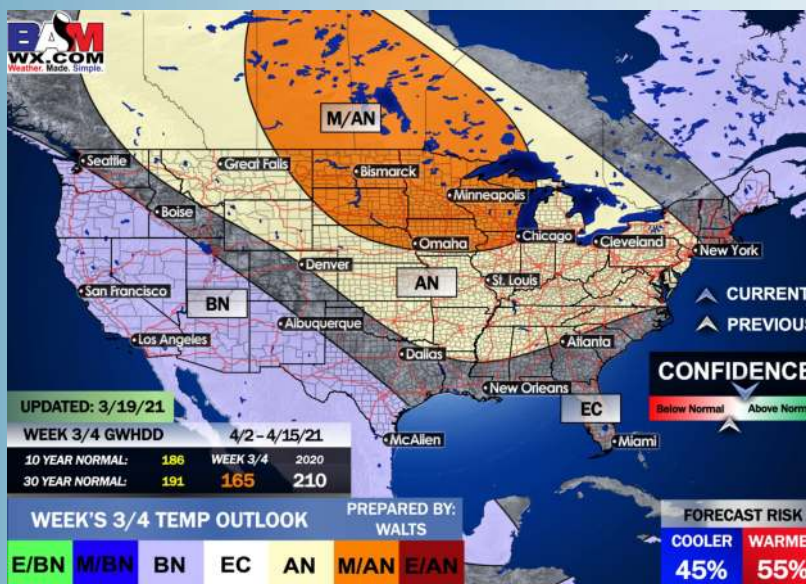 BAM
WX.COM
Weather. Made. Simple.
M/AN
Seattle
Great Falls
Bismarck
Minneapolis
Boise
Omaha
Chicago
Cleveland
New York
Denver
AN
St. Louis
San Francisco
BN
CURRENT
Albuquerque
PREVIOUS
Los Angeles
Dallas
Atlanta
New Orleans
CONFIDENCE
Below Normal
Above Norm
EC
UPDATED: 3/19/21
WEEK 3/4 GWHDD 4/2 – 4/15/21
McAllen
Miami
10 YEAR NORMAL: 186 WEEK 3/4 2020
30 YEAR NORMAL: 191 165 210
WEEK'S 3/4 TEMP OUTLOOK
PREPARED BY:
WALTS
FORECAST RISK
COOLER WARME
45% 55%
E/BN M/BN BN EC AN M/AN E/AN